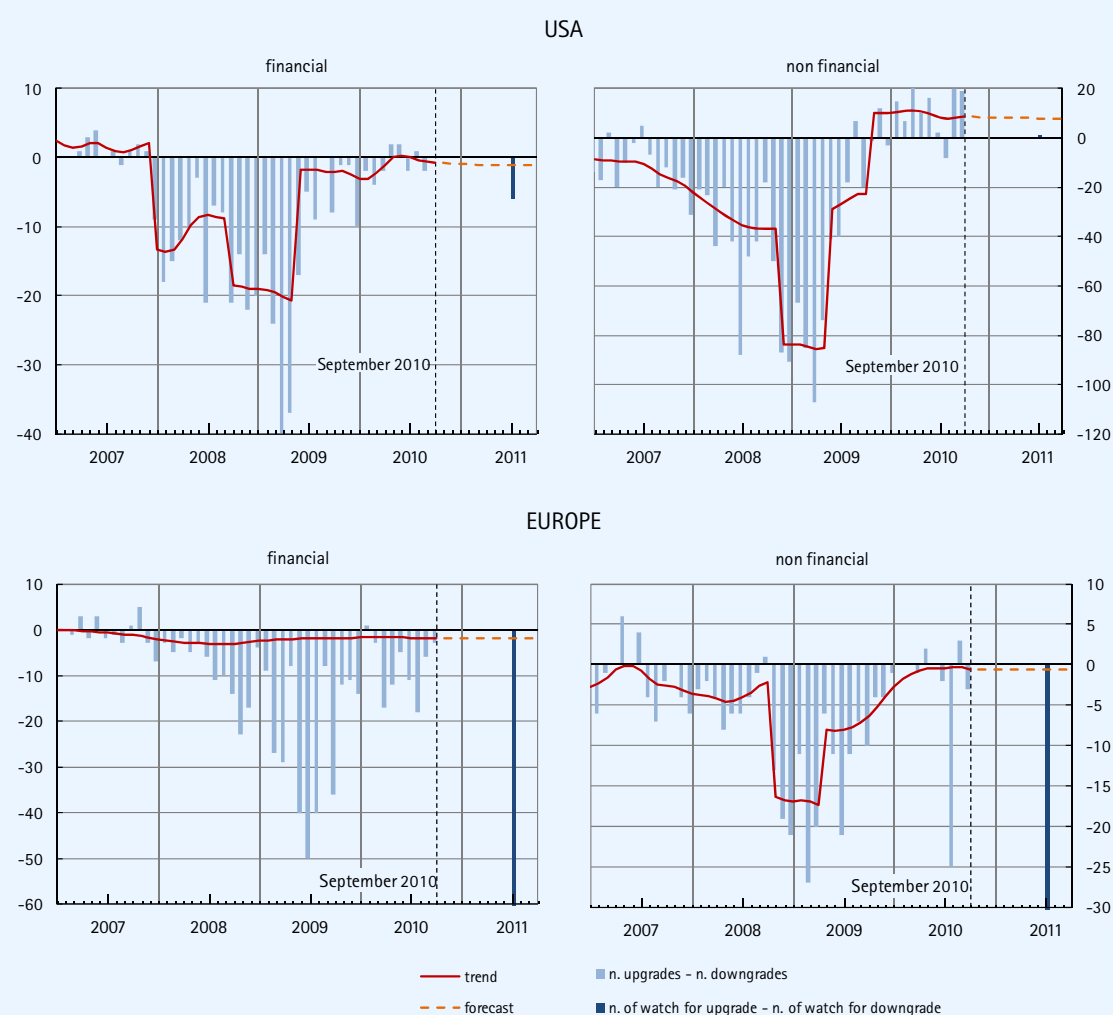 USA
financial
10
0
-10
-20
-30
-40
September 2010
2007 2008 2009 2010 2011
non financial
20
0
-20
-40
-60
-80
-100
-120
September 2010
2007 2008 2009 2010 2011
EUROPE
financial
10
0
-10
-20
-30
-40
-50
-60
September 2010
2007 2008 2009 2010 2011
non financial
10
5
0
-5
-10
-15
-20
-25
-30
September 2010
2007 2008 2009 2010 2011
trend
n. upgrades - n. downgrades
forecast
n. of watch for upgrade - n. of watch for downgrade